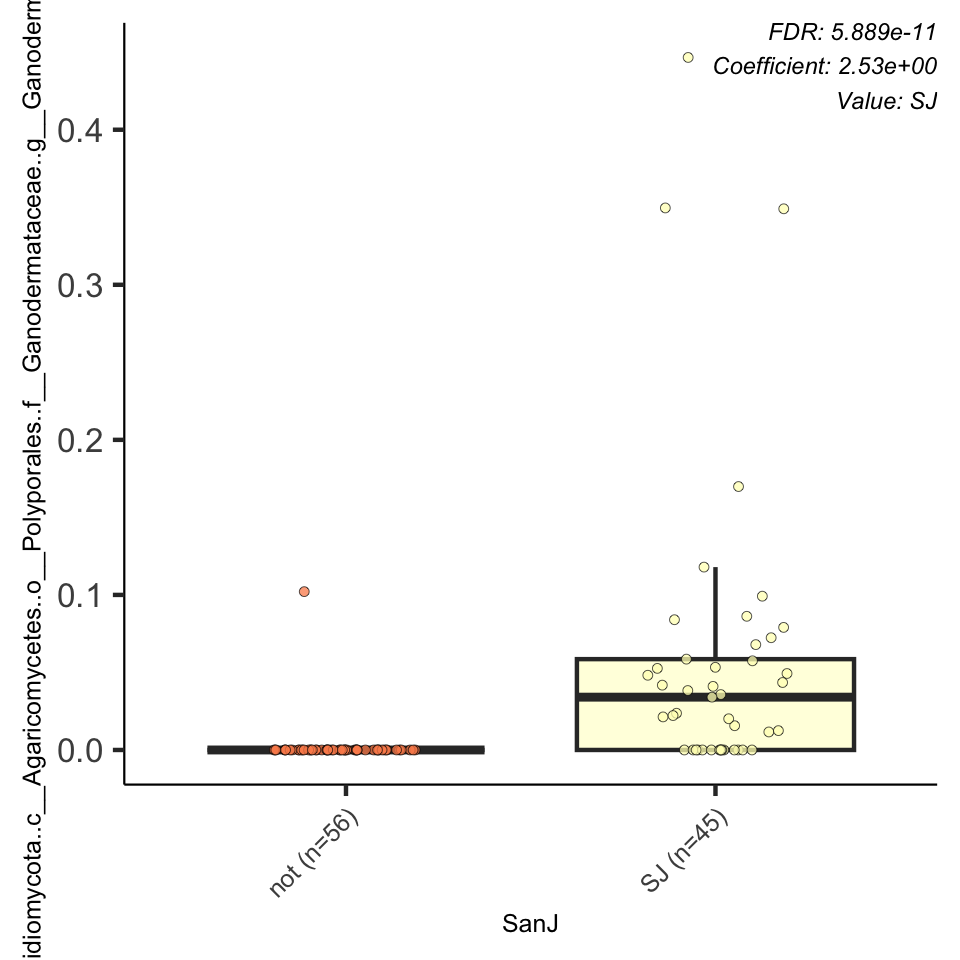 FDR: 5.889e-11
Coefficient: 2.53e+00
Value: SJ
idiomycota..c__Agaricomycetes..o__Polyporales..f__Ganodermataceae..g__Ganoderm
0.4
0.3
0.2
0.1
0.0
not (n=56)
SJ (n=45)
SanJ